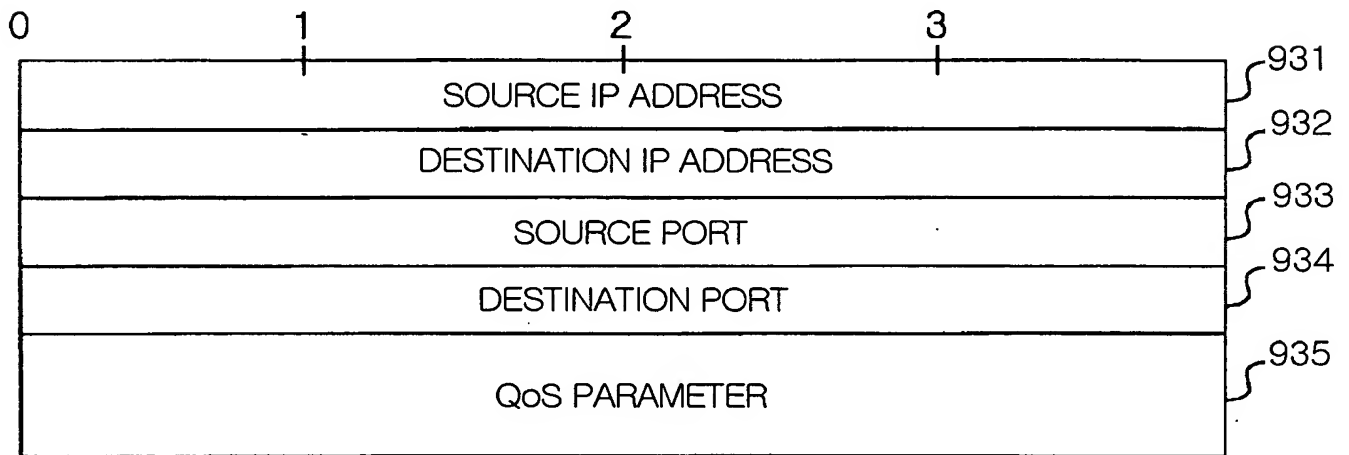 0 1 2 3
SOURCE IP ADDRESS 931
DESTINATION IP ADDRESS 932
SOURCE PORT 933
DESTINATION PORT 934
QoS PARAMETER 935